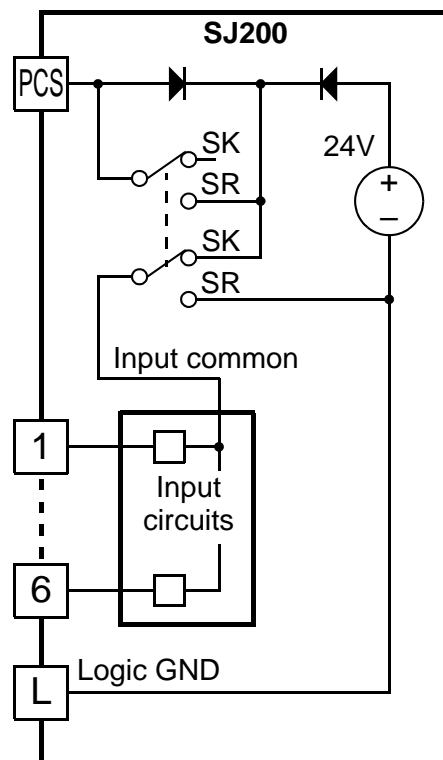 SJ200
PCS
SK
24V
+
SR
–
SK
SR
Input common
1
Input
circuits
6
Logic GND
L